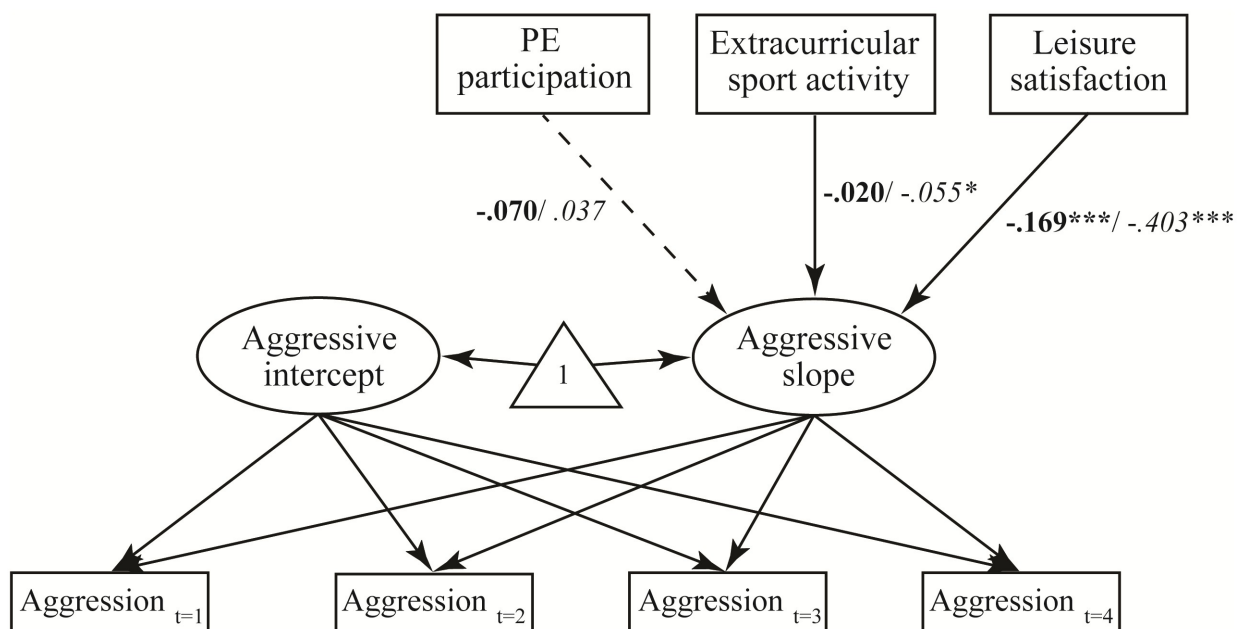 PE
participation
Extracurricular
sport activity
Leisure
satisfaction
-.070/ .037
-.020/ -.055*
-.169***/ -.403***
Aggressive
intercept
1
Aggressive
slope
Aggression t=1
Aggression t=2
Aggression t=3
Aggression t=4